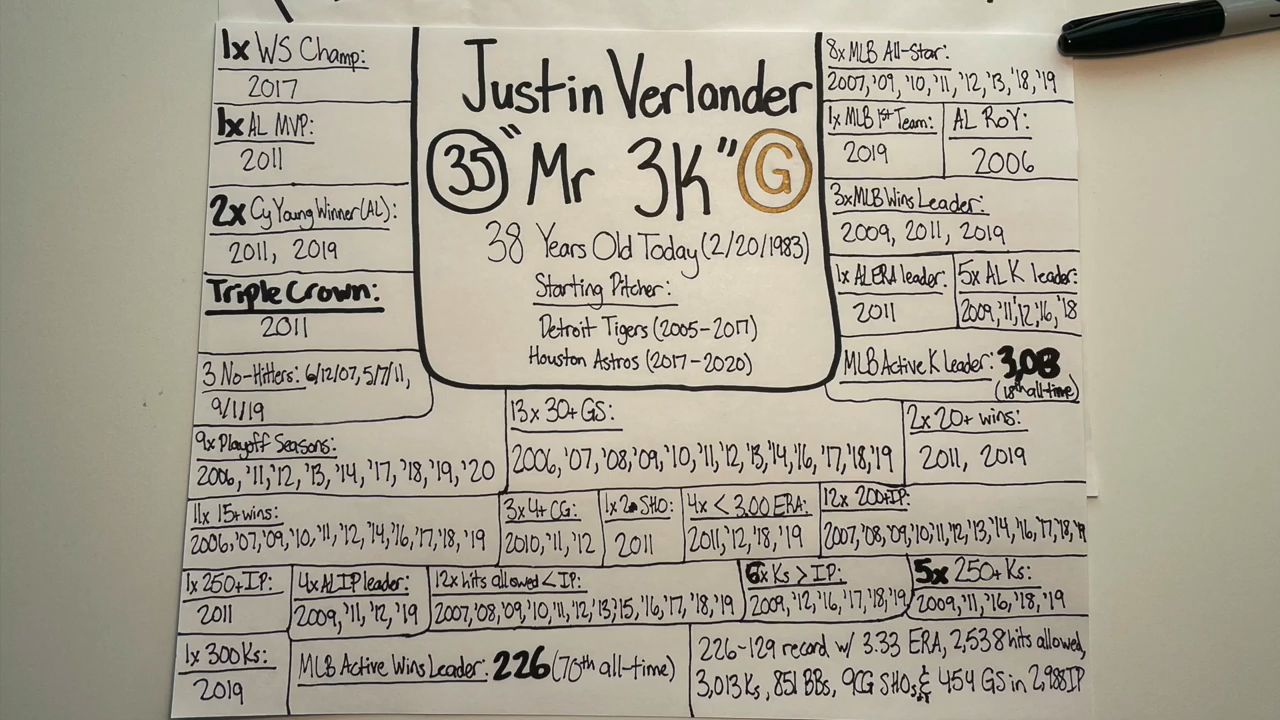 1x WS Champ:
2017
1x AL MVP:
2011
2x Cy Young Winner (AL):
2011, 2019
Triple Crown:
2011
3 No-Hitters: 6/12/07, 5/7/11,
9/1/19
Justin Verlander
35 "Mr 3K" G
38 Years Old Today (2/20/1983)
Starting Pitcher:
Detroit Tigers (2005-2017)
Houston Astros (2017-2020)
8x MLB All-Star:
2007, '09, '10, '11, '12, '13, '18, '19
1x MLB 1st Team:
2019
AL RoY:
2006
3x MLB Wins Leader:
2009, 2011, 2019
1x AL ERA leader:
2011
5x AL K leader:
2009, '11, '12, '16, '18
MLB Active K Leader: 3,013
(18th all-time)
9x Playoff Seasons:
2006, '11, '12, '13, '14, '17, '18, '19, '20
13x 30+ GS:
2006, '07, '08, '09, '10, '11, '12, '13, '14, '16, '17, '18, '19
2x 20+ wins:
2011, 2019
11x 15+ wins:
2006, '07, '09, '10, '11, '12, '14, '16, '17, '18, '19
3x 4+ CG:
2010, '11, '12
1x 2 SHO:
2011
4x < 3.00 ERA:
2011, '12, '18, '19
12x 200+ IP:
2007, '08, '09, '10, '11, '12, '13, '14, '16, '17, '18, '19
1x 250+ IP:
2011
4x AL IP leader:
2009, '11, '12, '19
12x hits allowed < IP:
2007, '08, '09, '10, '11, '12, '13, '15, '16, '17, '18, '19
6x Ks > IP:
2009, '12, '16, '17, '18, '19
5x 250+ Ks:
2009, '11, '16, '18, '19
1x 300 Ks:
2019
MLB Active Wins Leader: 226 (70th all-time)
226-129 record w/ 3.33 ERA, 2,538 hits allowed,
3,013 Ks, 851 BBs, 9 CG SHOs, & 454 GS in 2,988 IP